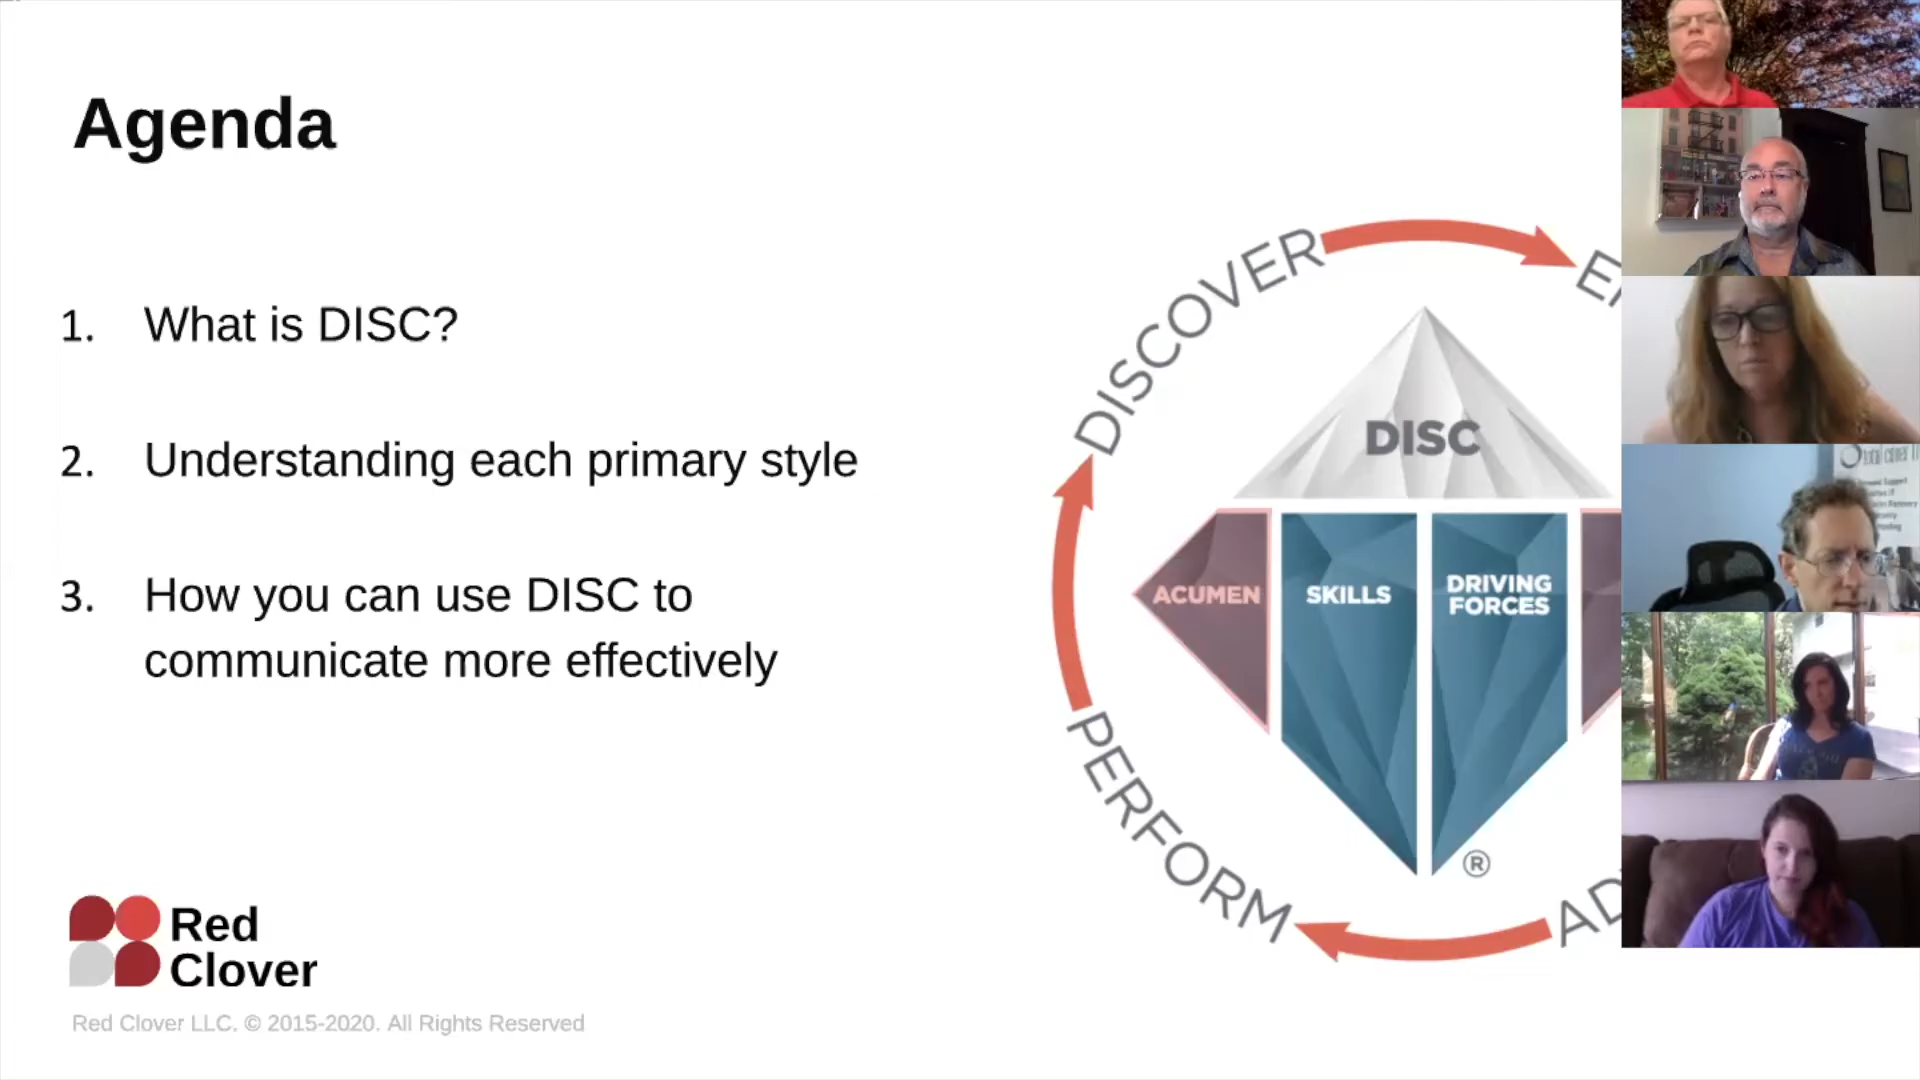 Agenda
1. What is DISC?
2. Understanding each primary style
3. How you can use DISC to
communicate more effectively
DISCOVER
DISC
ACUMEN
SKILLS
DRIVING
FORCES
PERFORM
®
Red
Clover
Red Clover LLC. © 2015-2020. All Rights Reserved